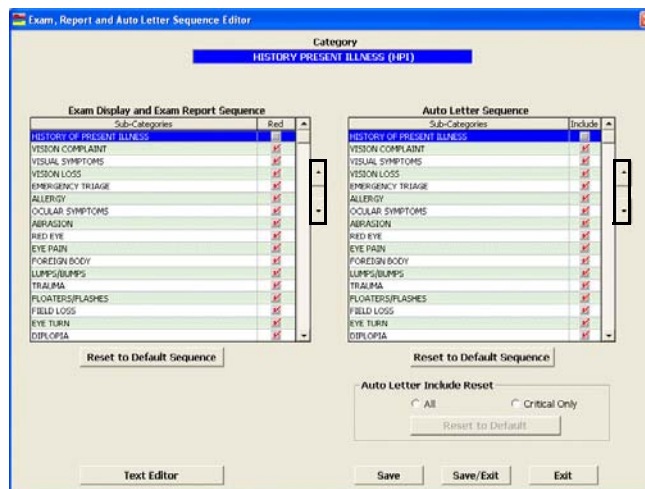 Exam, Report and Auto Letter Sequence Editor
Category
HISTORY PRESENT ILLNESS (HPI)
Exam Display and Exam Report Sequence
Sub-Categories Red
HISTORY OF PRESENT ILLNESS
VISION COMPLAINT
VISUAL SYMPTOMS
VISION LOSS
EMERGENCY TRIAGE
ALLERGY
OCULAR SYMPTOMS
ABRASION
RED EYE
EYE PAIN
FOREIGN BODY
LUMPS/BUMPS
TRAUMA
FLOATERS/FLASHES
FIELD LOSS
EYE TURN
DIPLOPIA
Reset to Default Sequence
Auto Letter Sequence
Sub-Categories Include
HISTORY OF PRESENT ILLNESS
VISION COMPLAINT
VISUAL SYMPTOMS
VISION LOSS
EMERGENCY TRIAGE
ALLERGY
OCULAR SYMPTOMS
ABRASION
RED EYE
EYE PAIN
FOREIGN BODY
LUMPS/BUMPS
TRAUMA
FLOATERS/FLASHES
FIELD LOSS
EYE TURN
DIPLOPIA
Reset to Default Sequence
Auto Letter Include Reset
All Critical Only
Reset to Default
Text Editor Save Save/Exit Exit